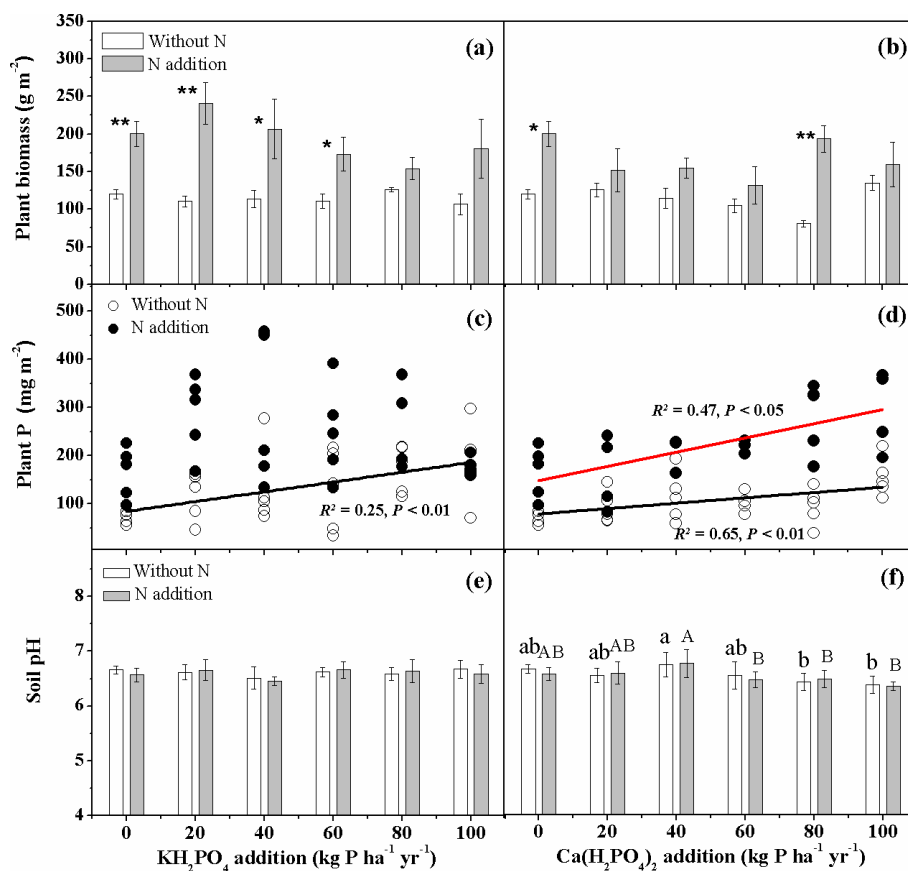 350
300
250
200
150
100
50
0
Plant biomass (g m⁻²)
Without N
N addition
(a)
** ** * *
(b)
* **
500
400
300
200
100
Plant P (mg m⁻²)
Without N
N addition
(c)
R² = 0.25, P < 0.01
(d)
R² = 0.47, P < 0.05
R² = 0.65, P < 0.01
8
7
6
5
4
Soil pH
Without N
N addition
(e)
(f)
ab AB ab AB a A ab B b B b B
0 20 40 60 80 100
KH₂PO₄ addition (kg P ha⁻¹ yr⁻¹)
0 20 40 60 80 100
Ca(H₂PO₄)₂ addition (kg P ha⁻¹ yr⁻¹)